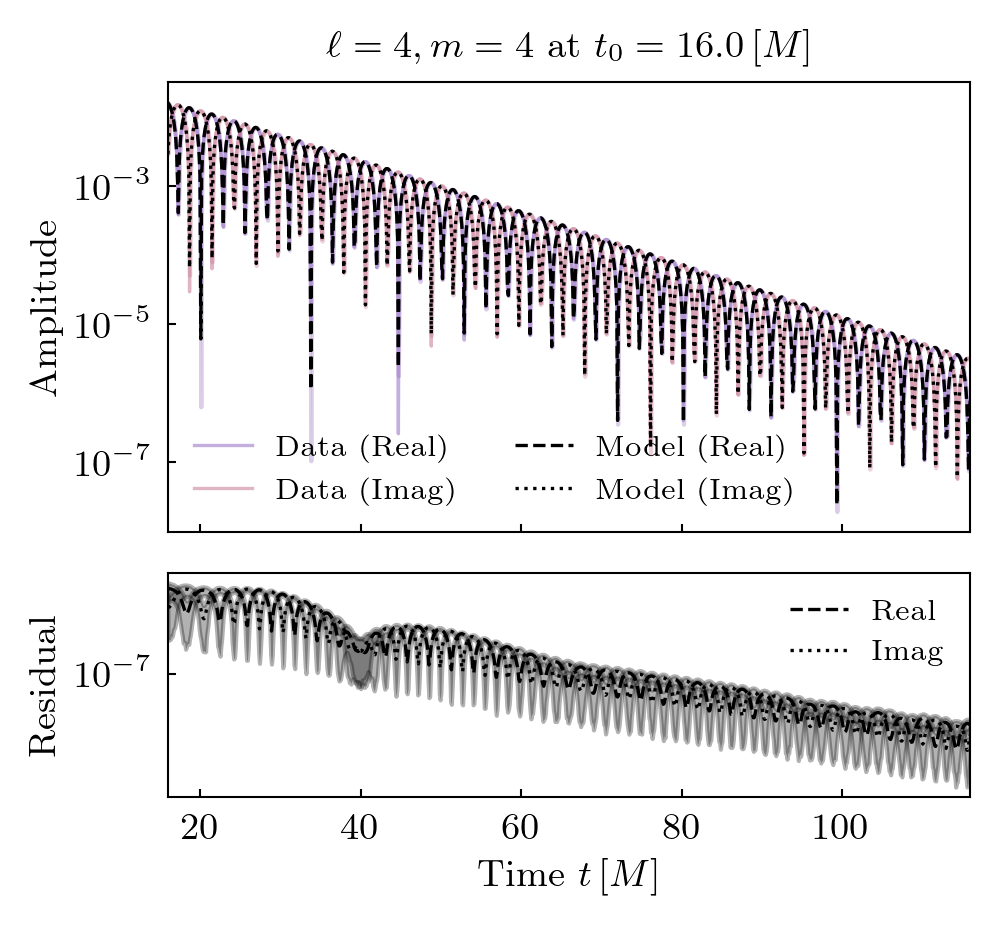 ℓ = 4, m = 4 at t₀ = 16.0 [M]
Amplitude
10⁻³
10⁻⁵
10⁻⁷
Data (Real)
Data (Imag)
Model (Real)
Model (Imag)
Residual
10⁻⁷
Real
Imag
20 40 60 80 100
Time t [M]